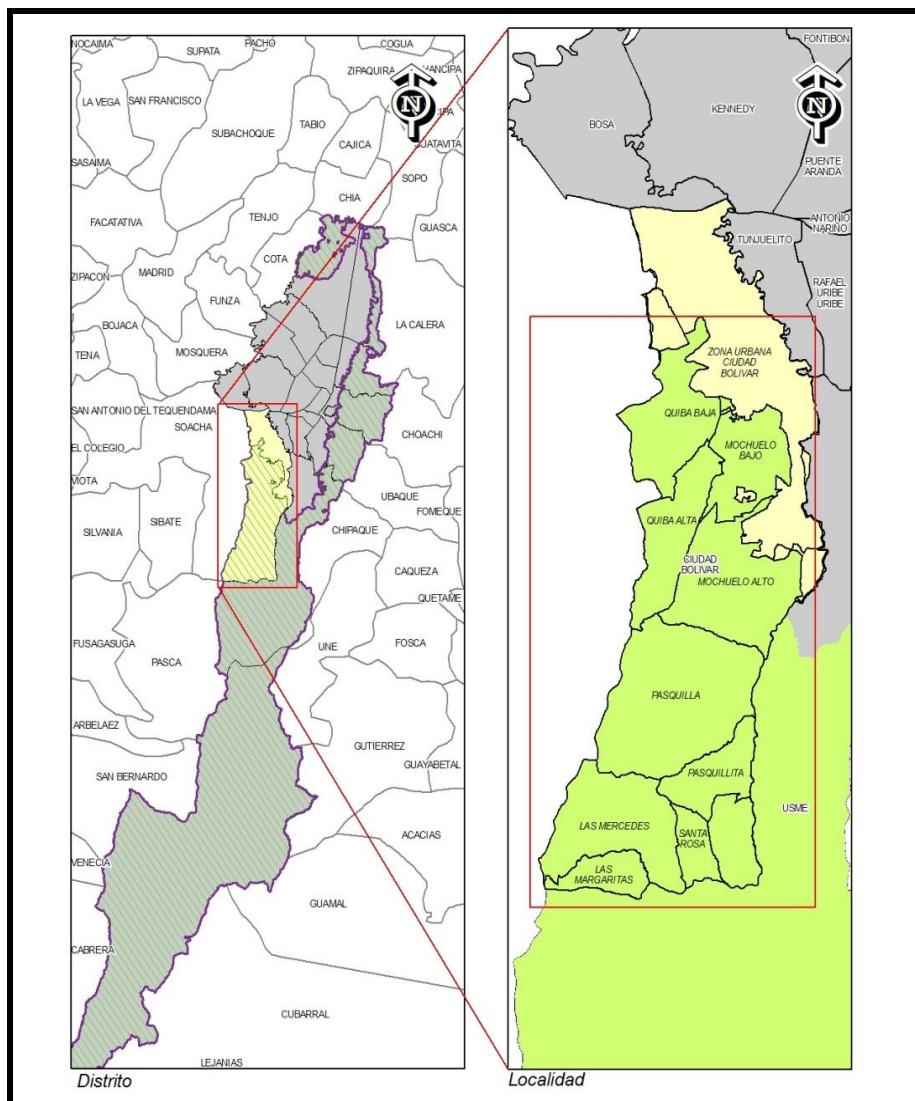 NOCAIMA
SUPATA
PACHO
COGUA
ZIPAQUIRA
LA VEGA
SAN FRANCISCO
SUBACHOQUE
TABIO
CAJICA
N
SOPO
SASAIMA
CHIA
FACATATIVA
TENJO
GUASCA
COTA
ZIPACON
MADRID
FUNZA
BOJACA
LA CALERA
TENA
MOSQUERA
SAN ANTONIO DEL TEQUENDAMA
SOACHA
CHOACHI
EL COLEGIO
UBAQUE
FOMEQUE
SILVANIA
SIBATE
CHIPAQUE
CAQUEZA
QUETAME
FUSAGASUGA
PASCA
UNE
FOSCA
ARBELAEZ
GUTIERREZ
GUAYABETAL
SAN BERNARDO
ACACIAS
VENECIA
GUAMAL
CABRERA
CUBARRAL
LEJANIAS
Distrito
FONTIBON
BOSA
KENNEDY
N
PUENTE
ARANDA
ANTONIO
NARIÑO
TUNJUELITO
RAFAEL
URIBE
URIBE
ZONA URBANA
CIUDAD
BOLIVAR
QUIBA BAJA
MOCHUELO
BAJO
QUIBA ALTA
CIUDAD
BOLIVAR
MOCHUELO ALTO
PASQUILLA
PASQUILLITA
USME
LAS MERCEDES
SANTA
ROSA
LAS
MARGARITAS
Localidad